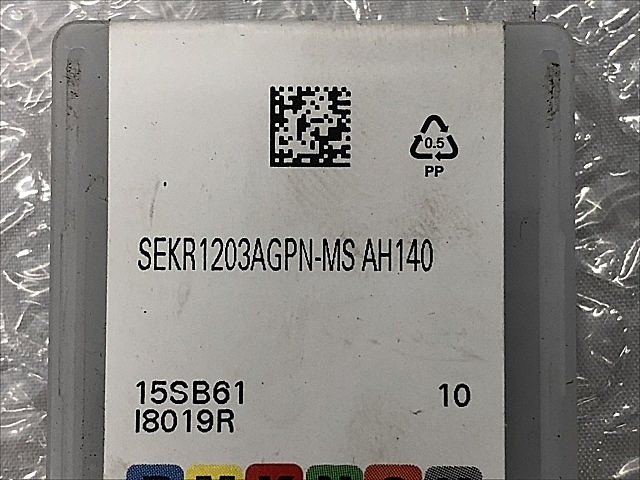 0.5
PP
SEKR1203AGPN-MS AH140
15SB61 10
I8019R
P M K N S H